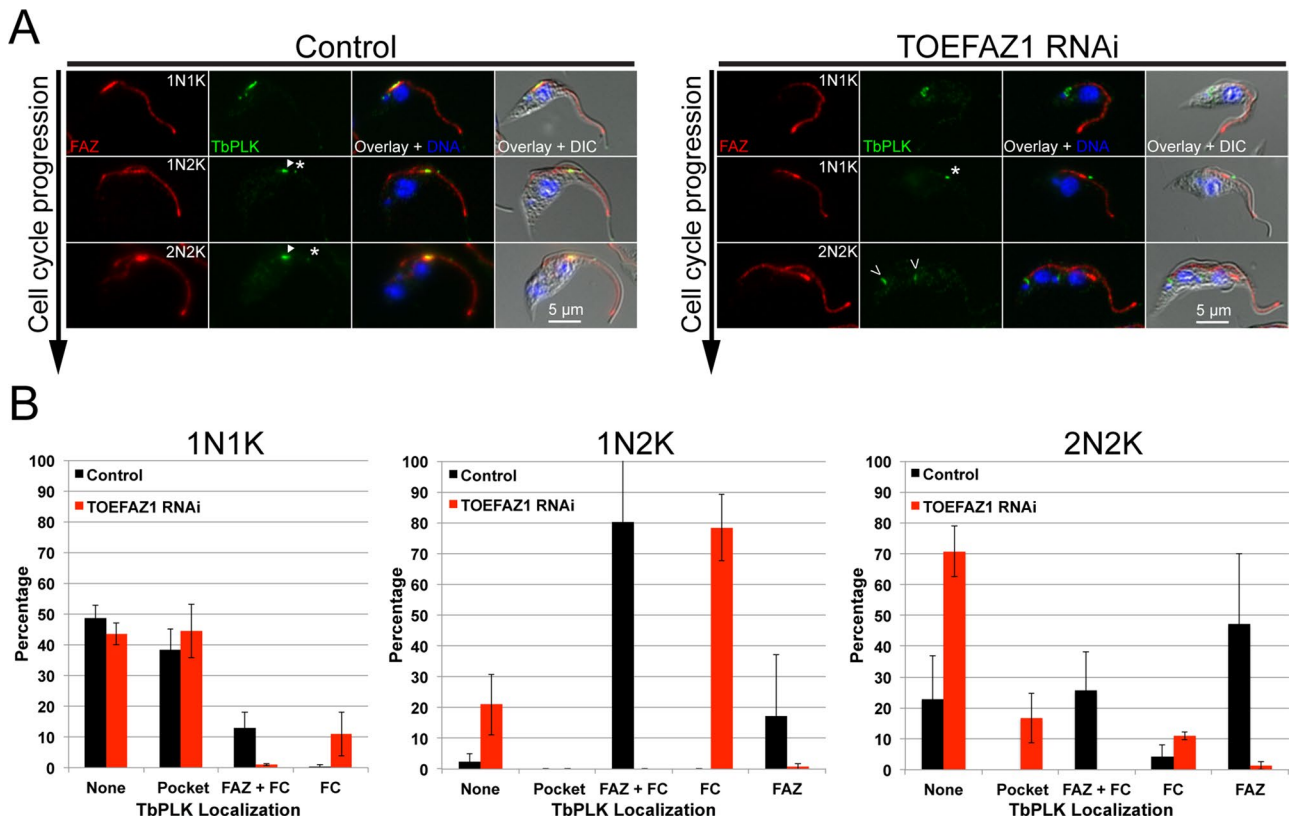 A
Control
TOEFAZ1 RNAi
Cell cycle progression
1N1K
FAZ
TbPLK
Overlay + DNA
Overlay + DIC
1N2K
*
2N2K
*
5 µm
Cell cycle progression
1N1K
FAZ
TbPLK
Overlay + DNA
Overlay + DIC
1N1K
*
2N2K
5 µm
B
1N1K
Percentage
100
90
80
70
60
50
40
30
20
10
0
Control
TOEFAZ1 RNAi
None Pocket FAZ + FC FC
TbPLK Localization
1N2K
Percentage
100
90
80
70
60
50
40
30
20
10
0
Control
TOEFAZ1 RNAi
None Pocket FAZ + FC FC FAZ
TbPLK Localization
2N2K
Percentage
100
90
80
70
60
50
40
30
20
10
0
Control
TOEFAZ1 RNAi
None Pocket FAZ + FC FC FAZ
TbPLK Localization